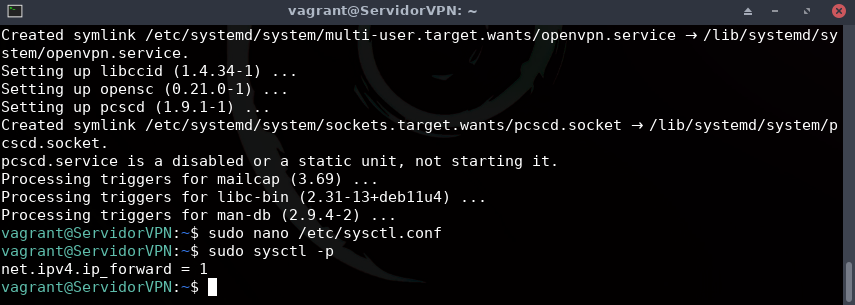 vagrant@ServidorVPN: ~
Created symlink /etc/systemd/system/multi-user.target.wants/openvpn.service → /lib/systemd/sy
stem/openvpn.service.
Setting up libccid (1.4.34-1) ...
Setting up opensc (0.21.0-1) ...
Setting up pcscd (1.9.1-1) ...
Created symlink /etc/systemd/system/sockets.target.wants/pcscd.socket → /lib/systemd/system/p
cscd.socket.
pcscd.service is a disabled or a static unit, not starting it.
Processing triggers for mailcap (3.69) ...
Processing triggers for libc-bin (2.31-13+deb11u4) ...
Processing triggers for man-db (2.9.4-2) ...
vagrant@ServidorVPN:~$ sudo nano /etc/sysctl.conf
vagrant@ServidorVPN:~$ sudo sysctl -p
net.ipv4.ip_forward = 1
vagrant@ServidorVPN:~$